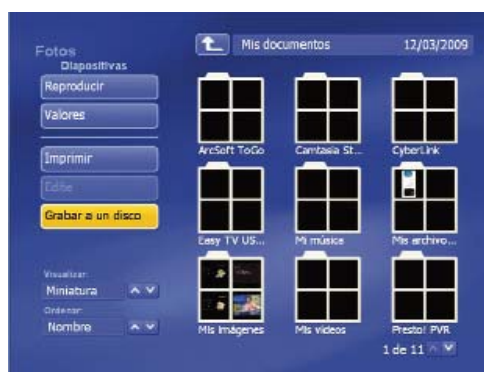 Fotos
Diapositivas
Reproducir
Valores
Imprimir
Edite
Grabar a un disco
Visualizar:
Miniatura
Ordenar:
Nombre
Mis documentos 12/03/2009
ArcSoft ToGo Camtasia St... CyberLink
Easy TV US... Mi música Mis archivo...
Mis imágenes Mis vídeos Presto! PVR
1 de 11